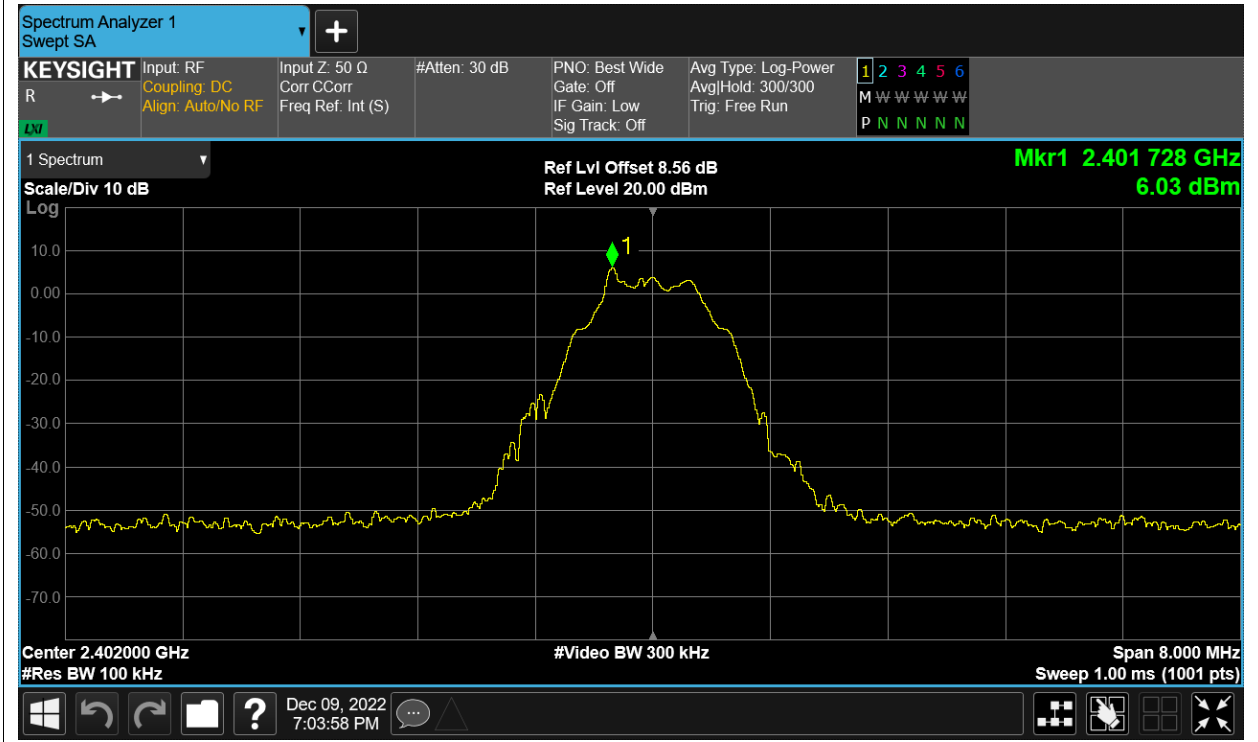 Spectrum Analyzer 1
Swept SA
KEYSIGHT
R
LXI
Input: RF
Coupling: DC
Align: Auto/No RF
Input Z: 50 Ω
Corr CCorr
Freq Ref: Int (S)
#Atten: 30 dB
PNO: Best Wide
Gate: Off
IF Gain: Low
Sig Track: Off
Avg Type: Log-Power
Avg|Hold: 300/300
Trig: Free Run
1 2 3 4 5 6
M W W W W W W
P N N N N N N
1 Spectrum
Scale/Div 10 dB
Log
Ref Lvl Offset 8.56 dB
Ref Level 20.00 dBm
Mkr1 2.401 728 GHz
6.03 dBm
1
10.0
0.00
-10.0
-20.0
-30.0
-40.0
-50.0
-60.0
-70.0
Center 2.402000 GHz
#Res BW 100 kHz
#Video BW 300 kHz
Span 8.000 MHz
Sweep 1.00 ms (1001 pts)
?
Dec 09, 2022
7:03:58 PM